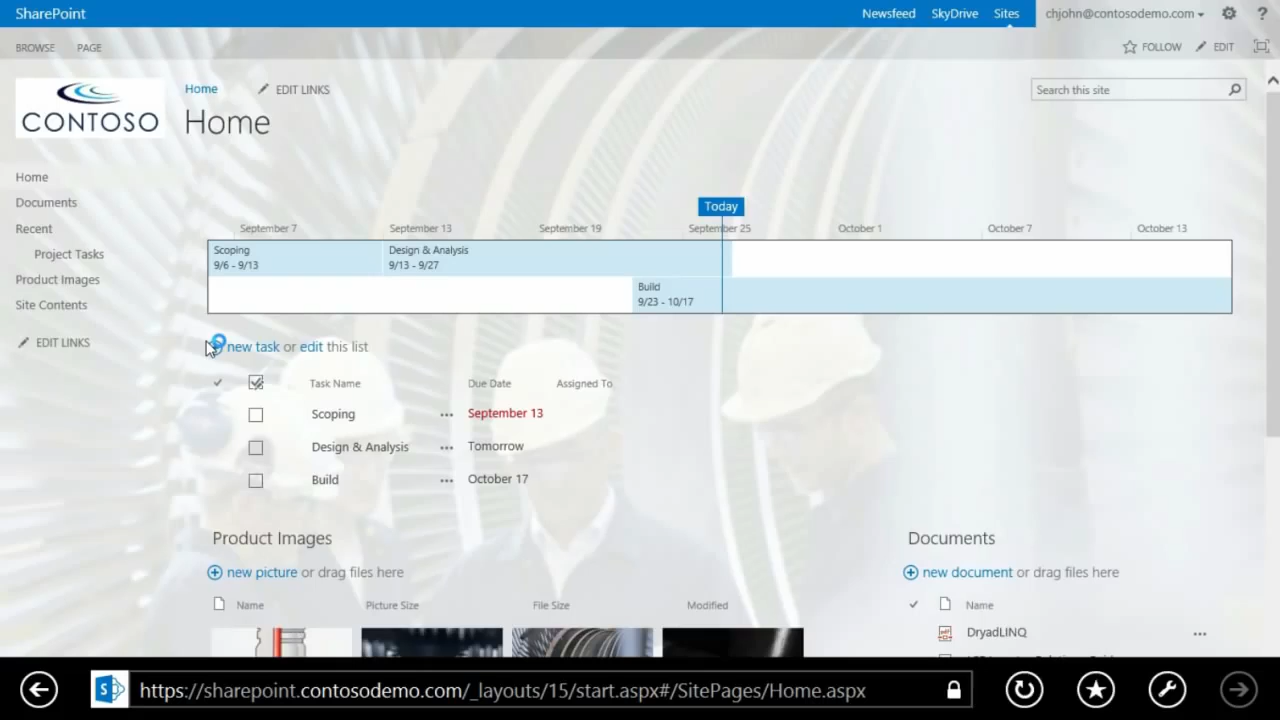 SharePoint
Newsfeed SkyDrive Sites chjohn@contosodemo.com ?
BROWSE PAGE
FOLLOW EDIT
CONTOSO
Home EDIT LINKS
Search this site
Home
Home
Documents
Recent
Project Tasks
Product Images
Site Contents
EDIT LINKS
Today
September 7 September 13 September 19 September 25 October 1 October 7 October 13
Scoping
9/6 - 9/13
Design & Analysis
9/13 - 9/27
Build
9/23 - 10/17
new task or edit this list
Task Name Due Date Assigned To
Scoping ... September 13
Design & Analysis ... Tomorrow
Build ... October 17
Product Images
new picture or drag files here
Name Picture Size File Size Modified
Documents
new document or drag files here
Name
DryadLINQ ...
https://sharepoint.contosodemo.com/_layouts/15/start.aspx#/SitePages/Home.aspx